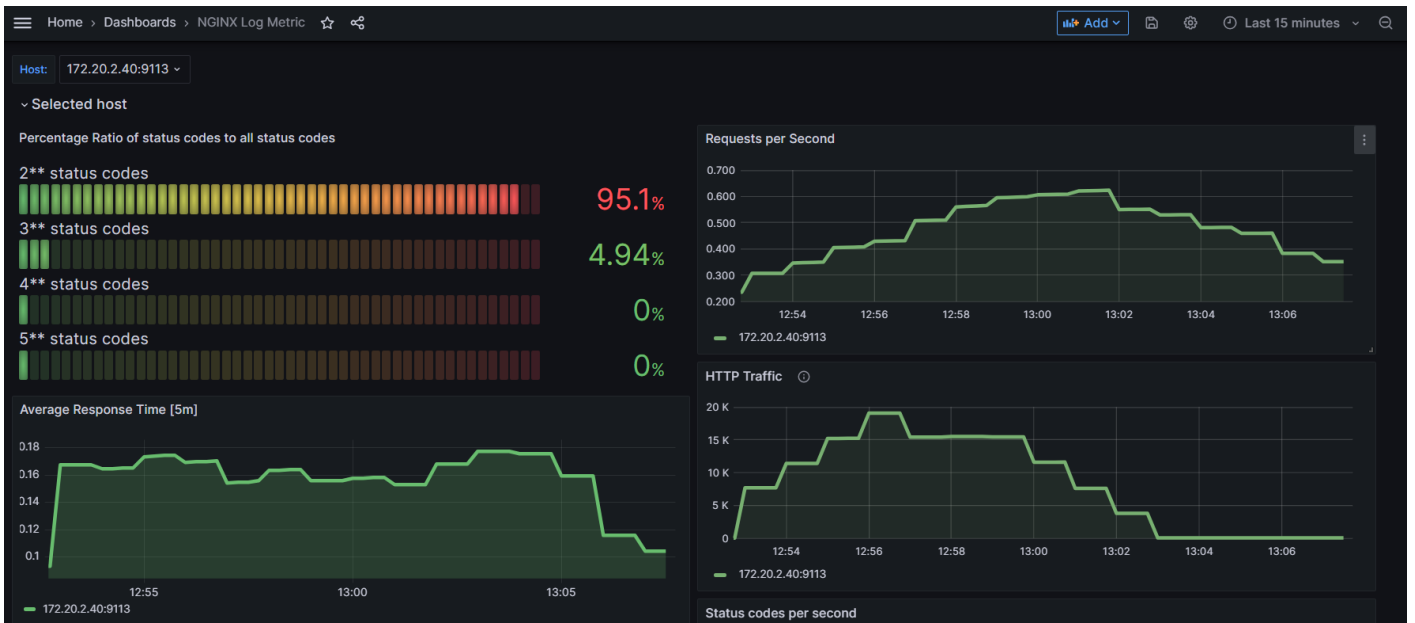 Home › Dashboards › NGINX Log Metric
Add
Last 15 minutes
Host:
172.20.2.40:9113
Selected host
Percentage Ratio of status codes to all status codes
2** status codes
95.1%
3** status codes
4.94%
4** status codes
0%
5** status codes
0%
Average Response Time [5m]
0.18
0.16
0.14
0.12
0.1
12:55 13:00 13:05
172.20.2.40:9113
Requests per Second
0.700
0.600
0.500
0.400
0.300
0.200
12:54 12:56 12:58 13:00 13:02 13:04 13:06
172.20.2.40:9113
HTTP Traffic
20 K
15 K
10 K
5 K
0
12:54 12:56 12:58 13:00 13:02 13:04 13:06
172.20.2.40:9113
Status codes per second